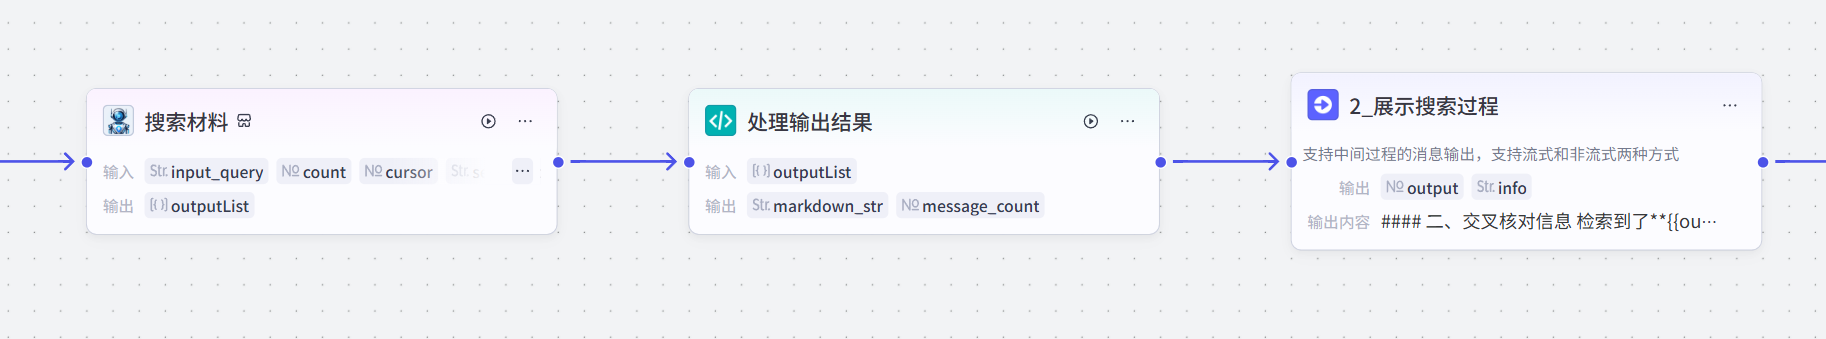 搜索材料
输入 Str. input_query № count № cursor Str. ...
输出 [()] outputList
处理输出结果
输入 [()] outputList
输出 Str. markdown_str № message_count
2_展示搜索过程
支持中间过程的消息输出，支持流式和非流式两种方式
输出 № output Str. info
输出内容 #### 二、交叉核对信息 检索到了**{{ou...